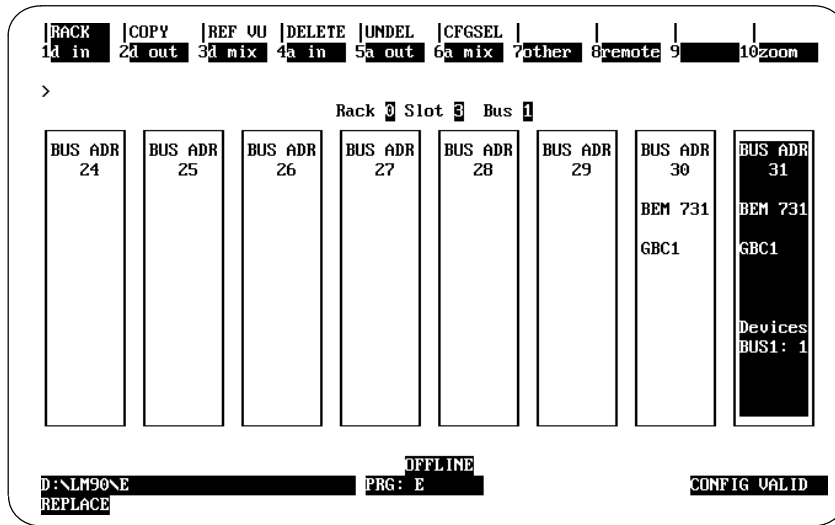 RACK |COPY |REF VU |DELETE |UNDEL |CFGSEL | | | |
1d in 2d out 3d mix 4a in 5a out 6a mix 7other 8remote 9 10zoom
>
Rack 0 Slot 3 Bus 1
BUS ADR BUS ADR BUS ADR BUS ADR BUS ADR BUS ADR BUS ADR BUS ADR
24 25 26 27 28 29 30 31
BEM 731 BEM 731
GBC1 GBC1
Devices
BUS1: 1
OFFLINE
D:\LM90\E PRG: E CONFIG VALID
REPLACE